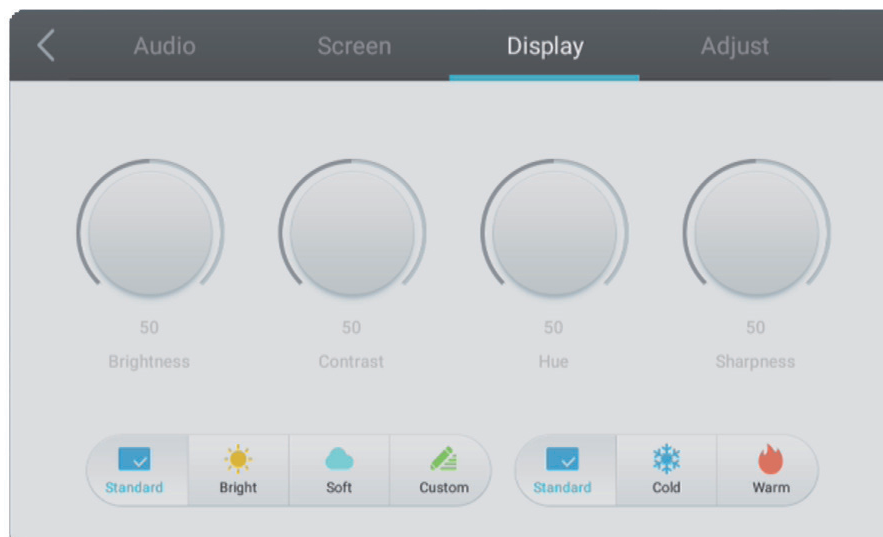 Audio Screen Display Adjust
50 50 50 50
Brightness Contrast Hue Sharpness
Standard Bright Soft Custom Standard Cold Warm